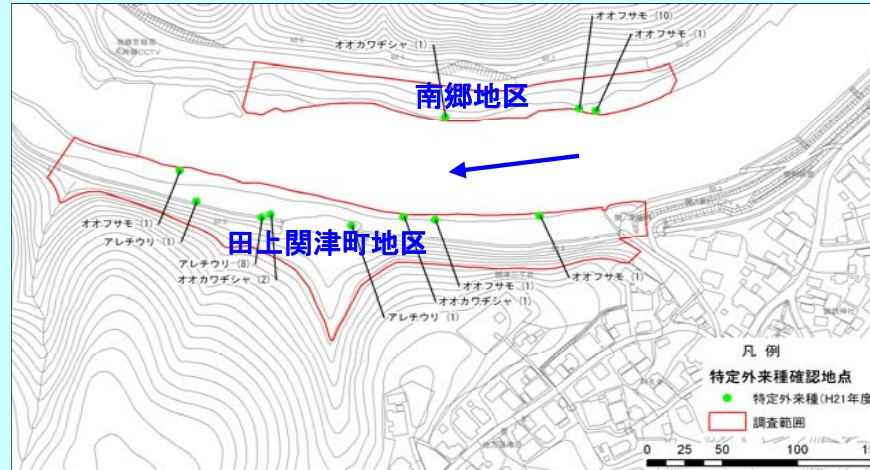 オオフサモ (10)
オオフサモ (1)
オオカワヂシャ (1)
南郷地区
田上関津町地区
オオフサモ (1)
アレチウリ (1)
アレチウリ (8)
オオカワヂシャ (2)
アレチウリ (1)
オオフサモ (1)
オオカワヂシャ (1)
オオフサモ (1)
凡 例
特定外来種確認地点
特定外来種(H21年度
調査範囲
0 25 50 100 15